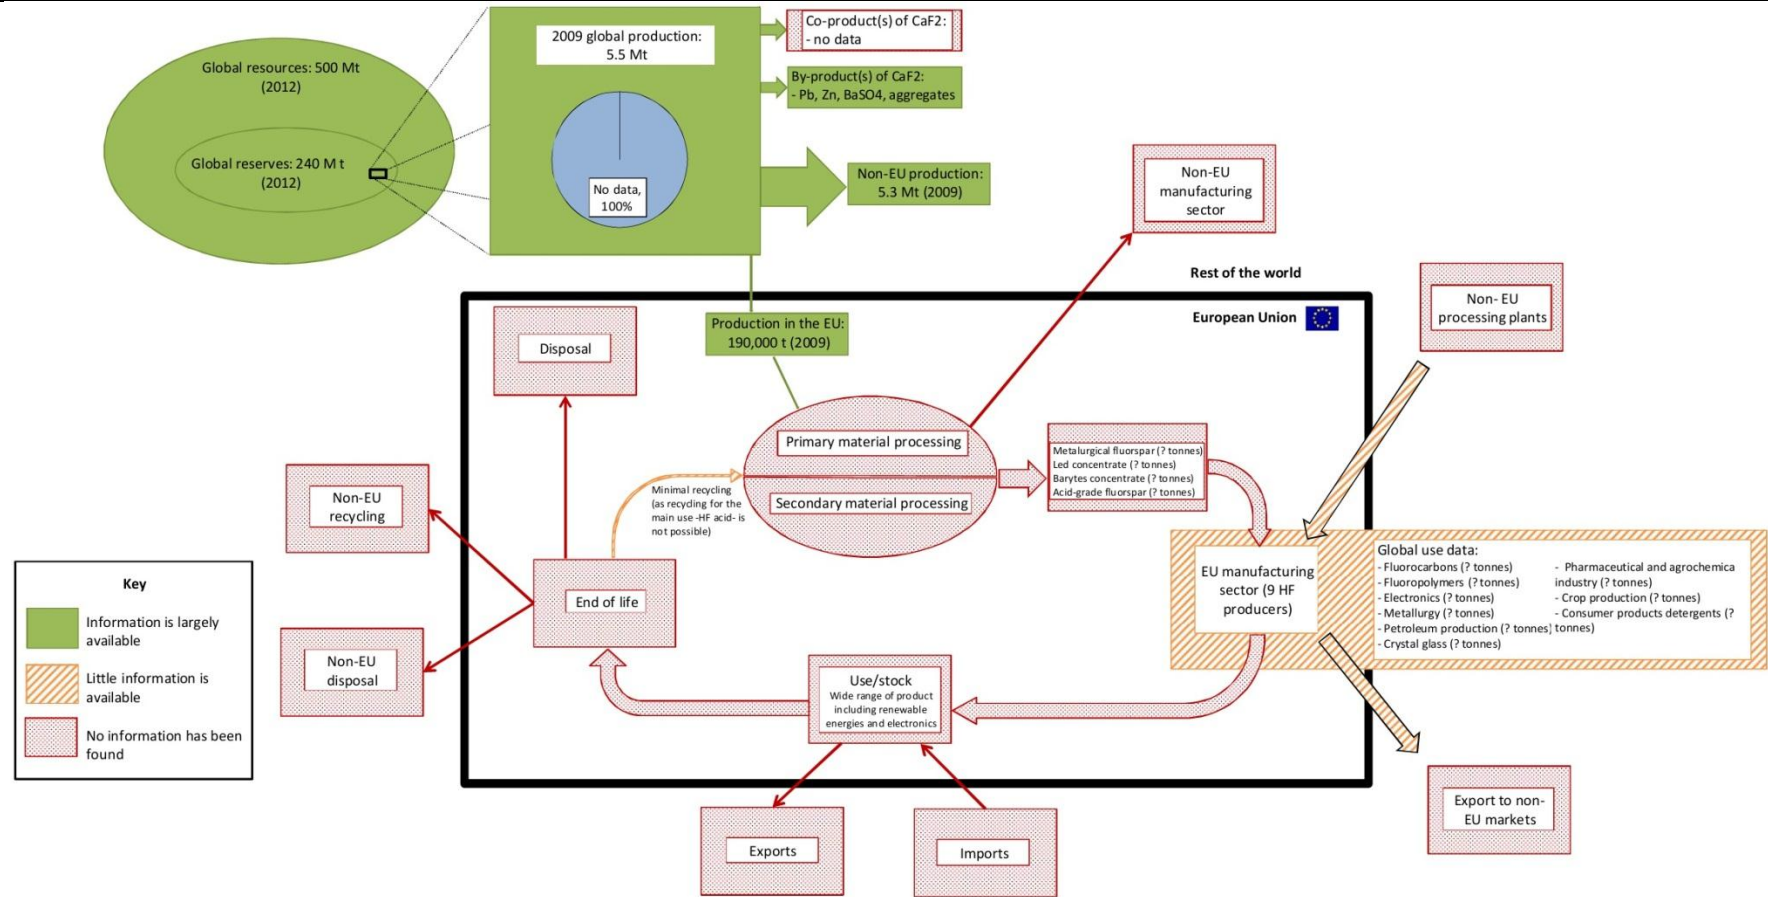 Global resources: 500 Mt
(2012)
Global reserves: 240 M t
(2012)
2009 global production:
5.5 Mt
No data,
100%
Co-product(s) of CaF2:
- no data
By-product(s) of CaF2:
- Pb, Zn, BaSO4, aggregates
Non-EU production:
5.3 Mt (2009)
Non-EU
manufacturing
sector
Rest of the world
European Union
Non- EU
processing plants
Production in the EU:
190,000 t (2009)
Disposal
Primary material processing
Secondary material processing
Metalurgical fluorspar (? tonnes)
Led concentrate (? tonnes)
Barytes concentrate (? tonnes)
Acid-grade fluorspar (? tonnes)
Minimal recycling
(as recycling for the
main use -HF acid- is
not possible)
Non-EU
recycling
End of life
Non-EU
disposal
EU manufacturing
sector (9 HF
producers)
Global use data:
- Fluorocarbons (? tonnes)
- Fluoropolymers (? tonnes)
- Electronics (? tonnes)
- Metallurgy (? tonnes)
- Petroleum production (? tonnes)
- Crystal glass (? tonnes)
- Pharmaceutical and agrochemica
industry (? tonnes)
- Crop production (? tonnes)
- Consumer products detergents (?
tonnes)
Use/stock
Wide range of product
including renewable
energies and electronics
Exports
Imports
Export to non-
EU markets
Key
Information is largely
available
Little information is
available
No information has been
found